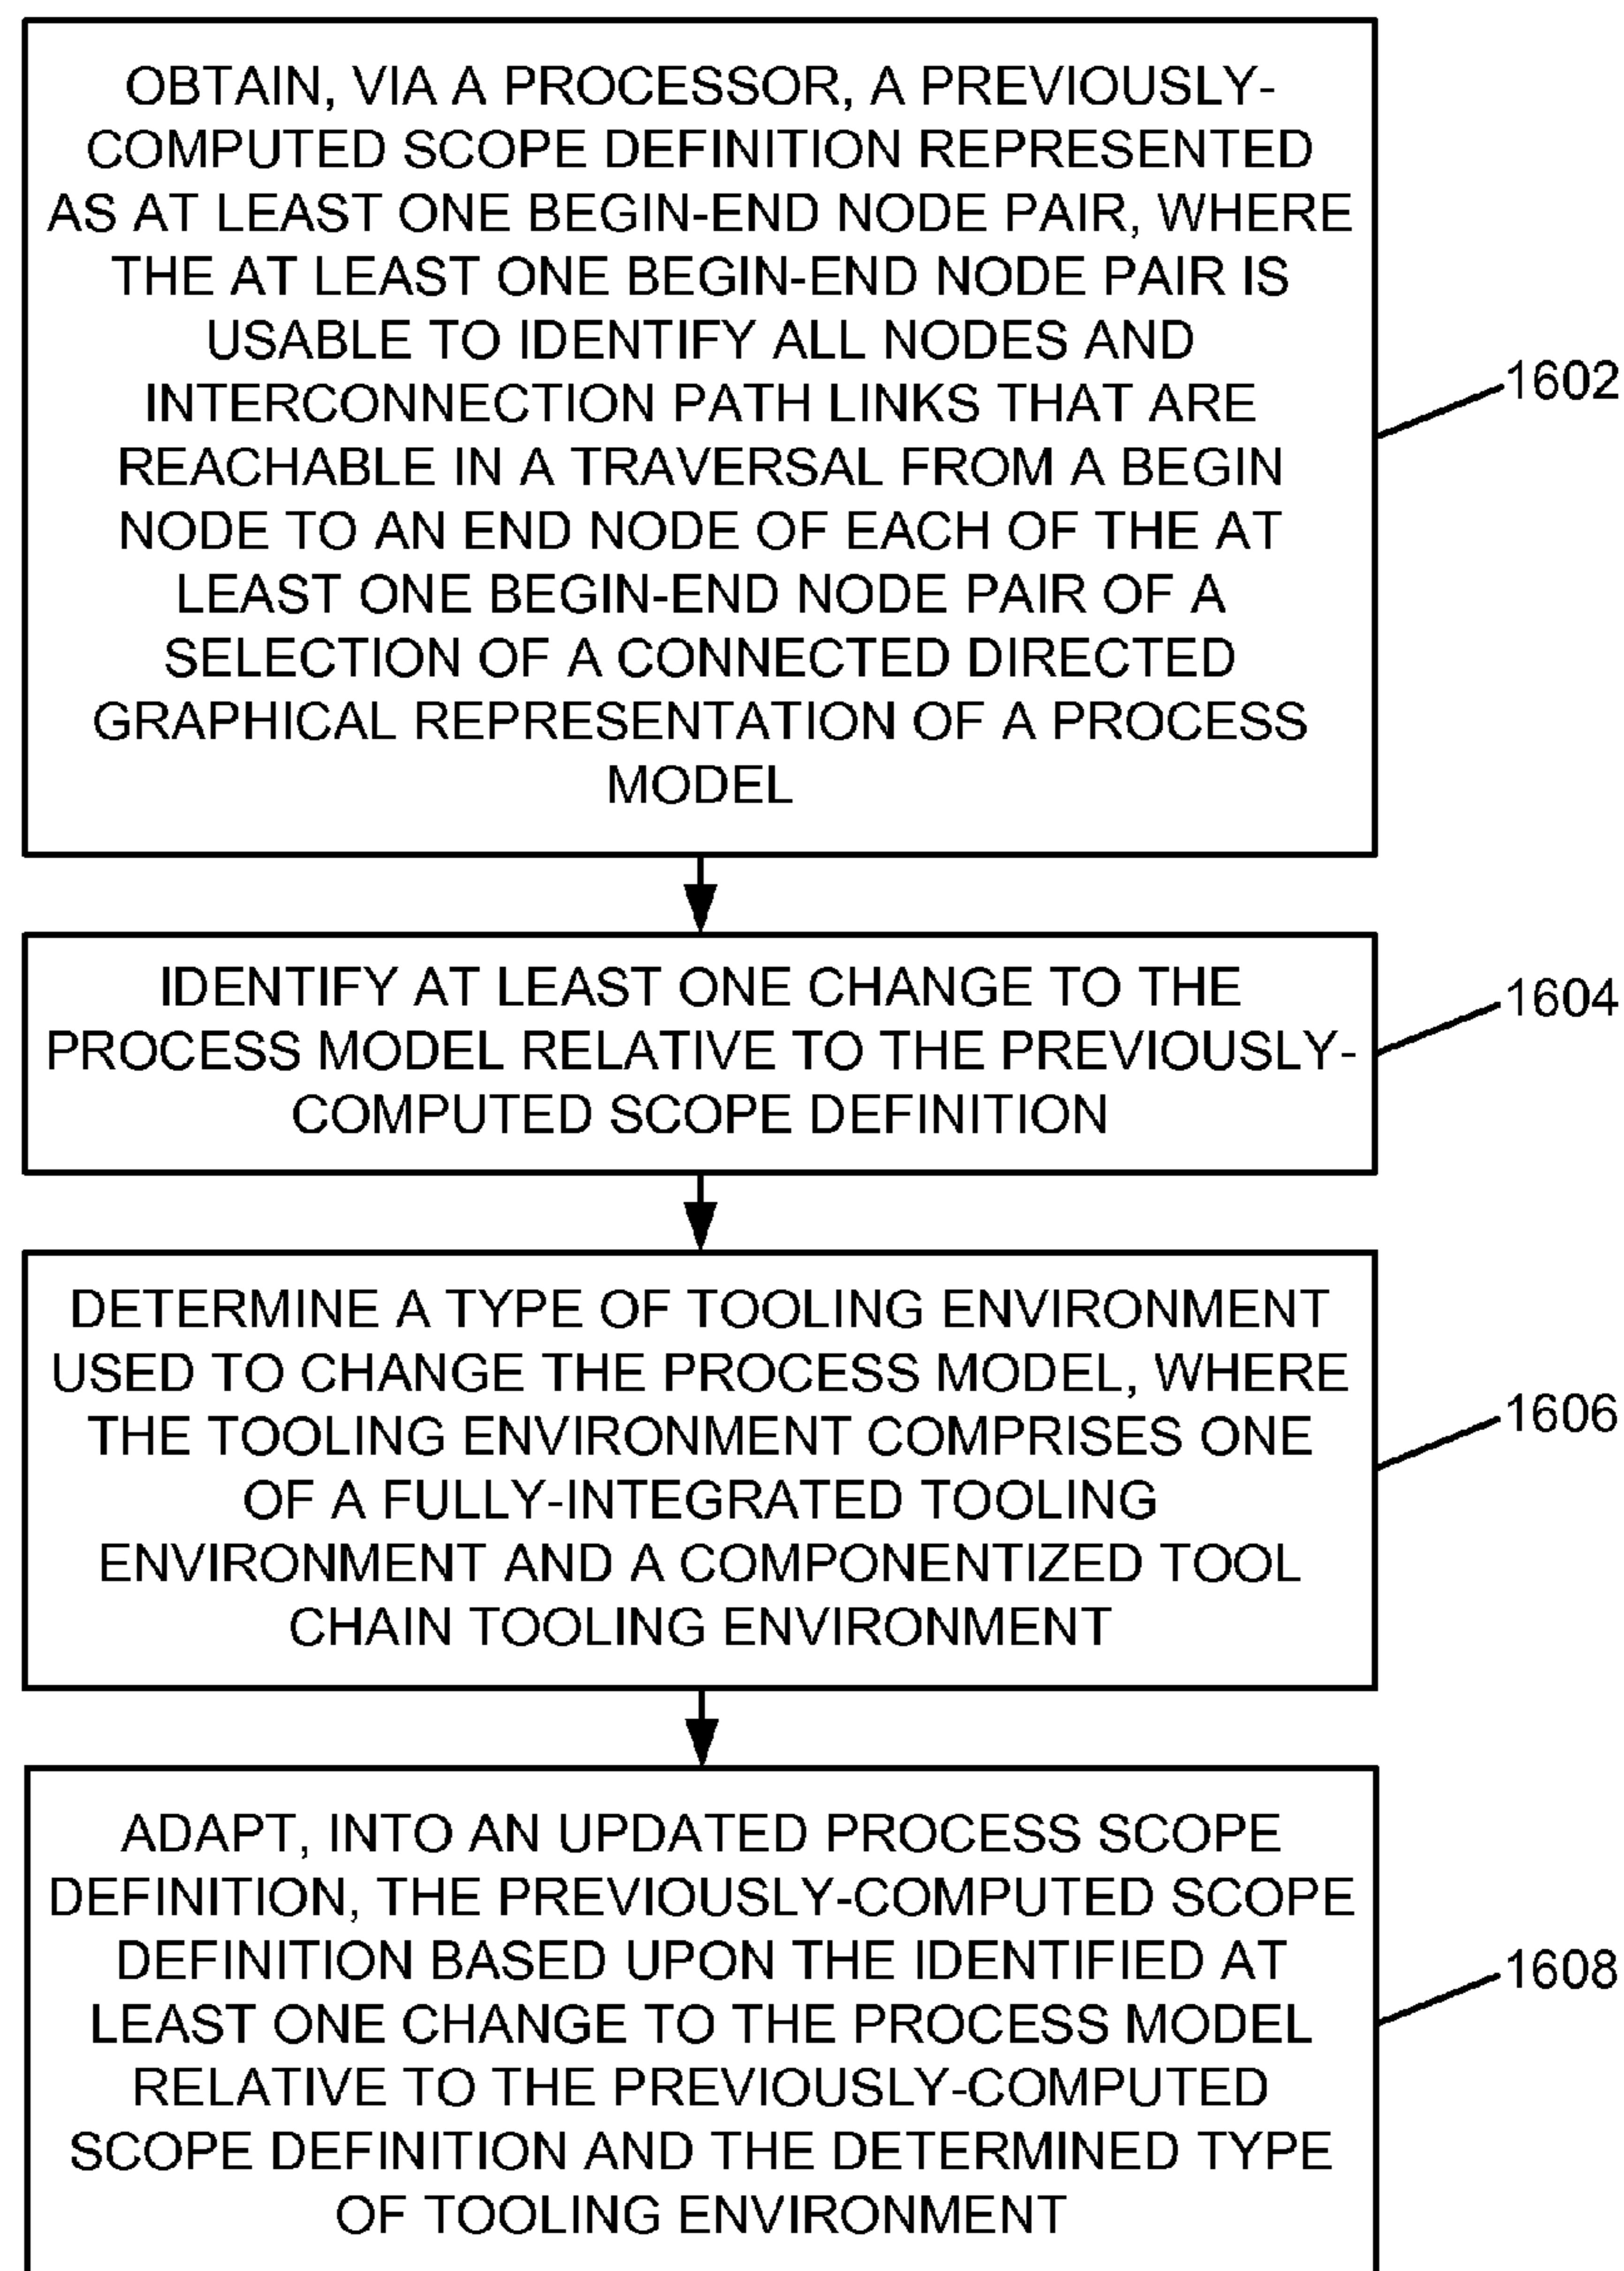 OBTAIN, VIA A PROCESSOR, A PREVIOUSLY-
COMPUTED SCOPE DEFINITION REPRESENTED
AS AT LEAST ONE BEGIN-END NODE PAIR, WHERE
THE AT LEAST ONE BEGIN-END NODE PAIR IS
USABLE TO IDENTIFY ALL NODES AND
INTERCONNECTION PATH LINKS THAT ARE
REACHABLE IN A TRAVERSAL FROM A BEGIN
NODE TO AN END NODE OF EACH OF THE AT
LEAST ONE BEGIN-END NODE PAIR OF A
SELECTION OF A CONNECTED DIRECTED
GRAPHICAL REPRESENTATION OF A PROCESS
MODEL
1602
IDENTIFY AT LEAST ONE CHANGE TO THE
PROCESS MODEL RELATIVE TO THE PREVIOUSLY-
COMPUTED SCOPE DEFINITION
1604
DETERMINE A TYPE OF TOOLING ENVIRONMENT
USED TO CHANGE THE PROCESS MODEL, WHERE
THE TOOLING ENVIRONMENT COMPRISES ONE
OF A FULLY-INTEGRATED TOOLING
ENVIRONMENT AND A COMPONENTIZED TOOL
CHAIN TOOLING ENVIRONMENT
1606
ADAPT, INTO AN UPDATED PROCESS SCOPE
DEFINITION, THE PREVIOUSLY-COMPUTED SCOPE
DEFINITION BASED UPON THE IDENTIFIED AT
LEAST ONE CHANGE TO THE PROCESS MODEL
RELATIVE TO THE PREVIOUSLY-COMPUTED
SCOPE DEFINITION AND THE DETERMINED TYPE
OF TOOLING ENVIRONMENT
1608